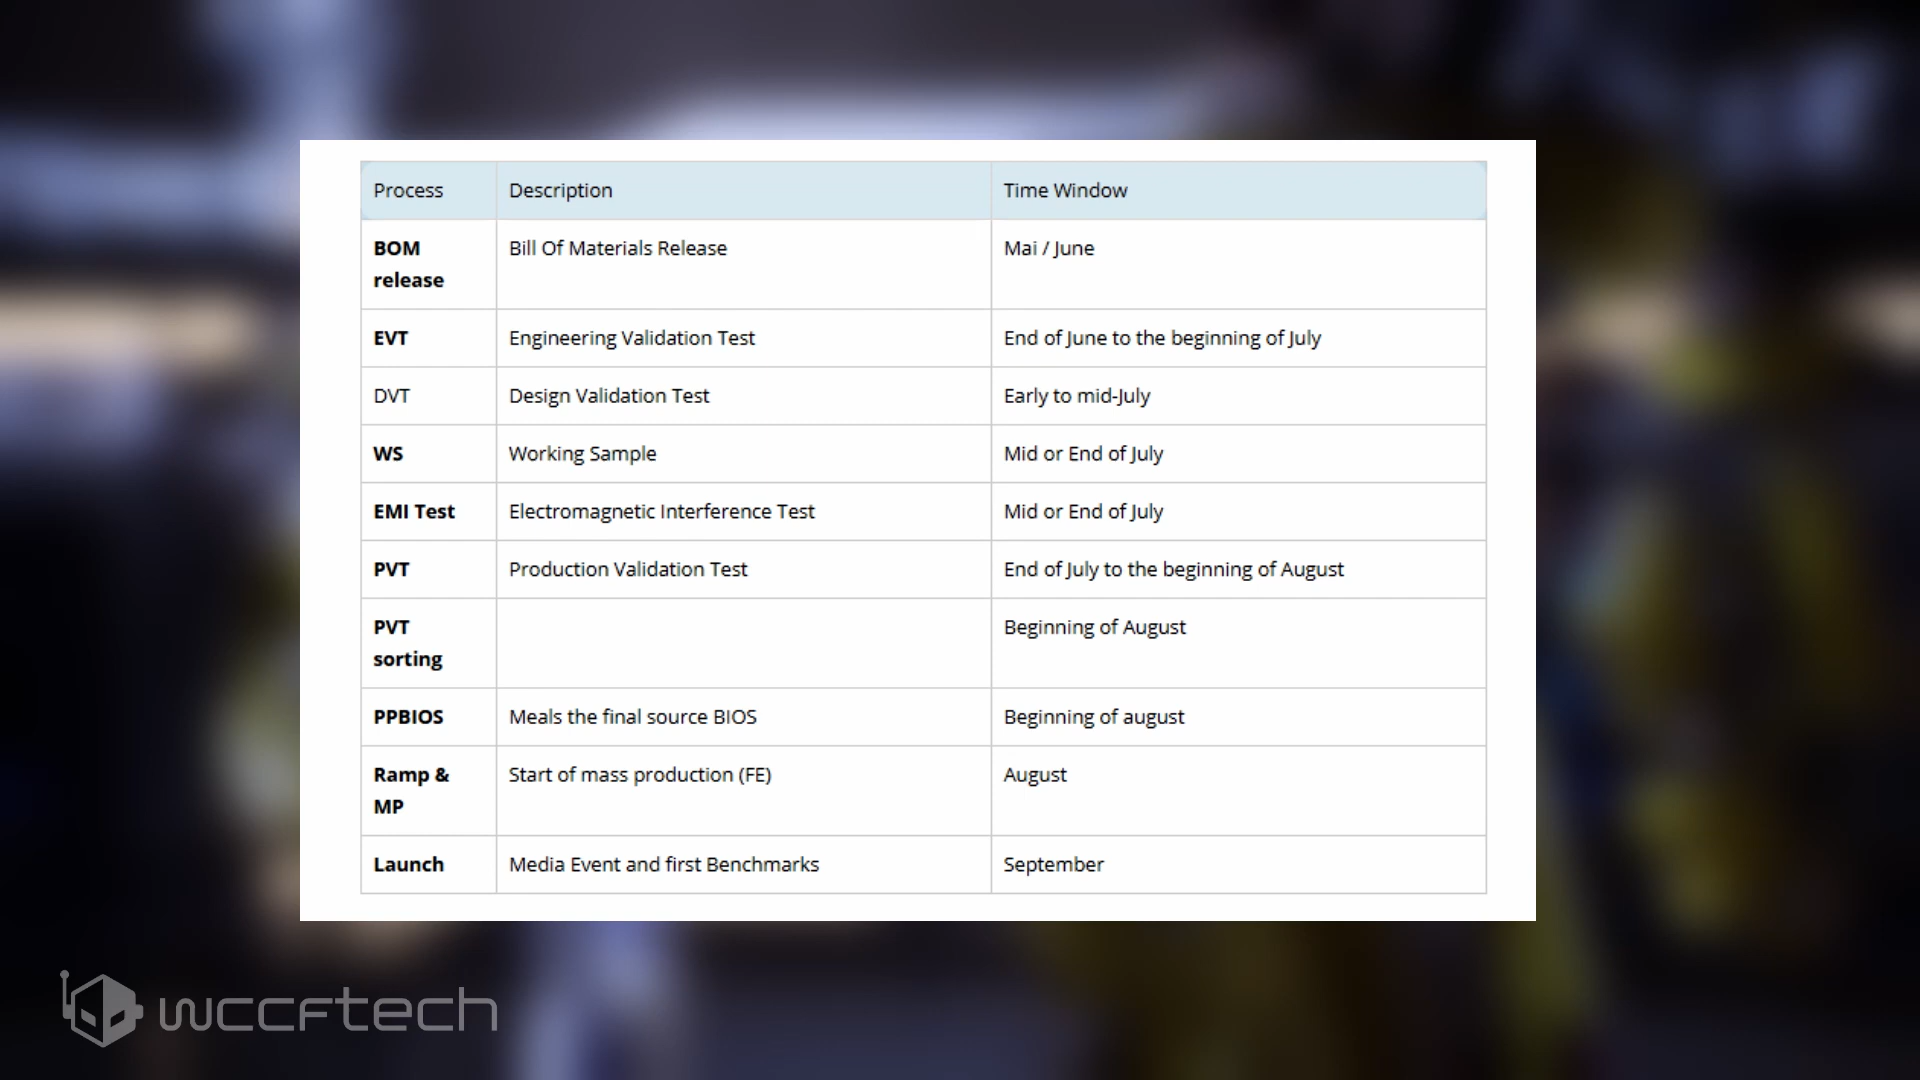 Process Description Time Window
BOM Bill Of Materials Release Mai / June
release
EVT Engineering Validation Test End of June to the beginning of July
DVT Design Validation Test Early to mid-July
WS Working Sample Mid or End of July
EMI Test Electromagnetic Interference Test Mid or End of July
PVT Production Validation Test End of July to the beginning of August
PVT Beginning of August
sorting
PPBIOS Meals the final source BIOS Beginning of august
Ramp & Start of mass production (FE) August
MP
Launch Media Event and first Benchmarks September
wccftech